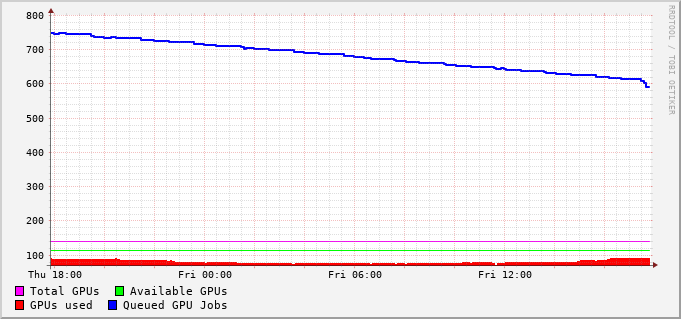 800
700
600
500
400
300
200
100
Thu 18:00 Fri 00:00 Fri 06:00 Fri 12:00
Total GPUs Available GPUs
GPUs used Queued GPU Jobs
RRDTOOL / TOBI OETIKER